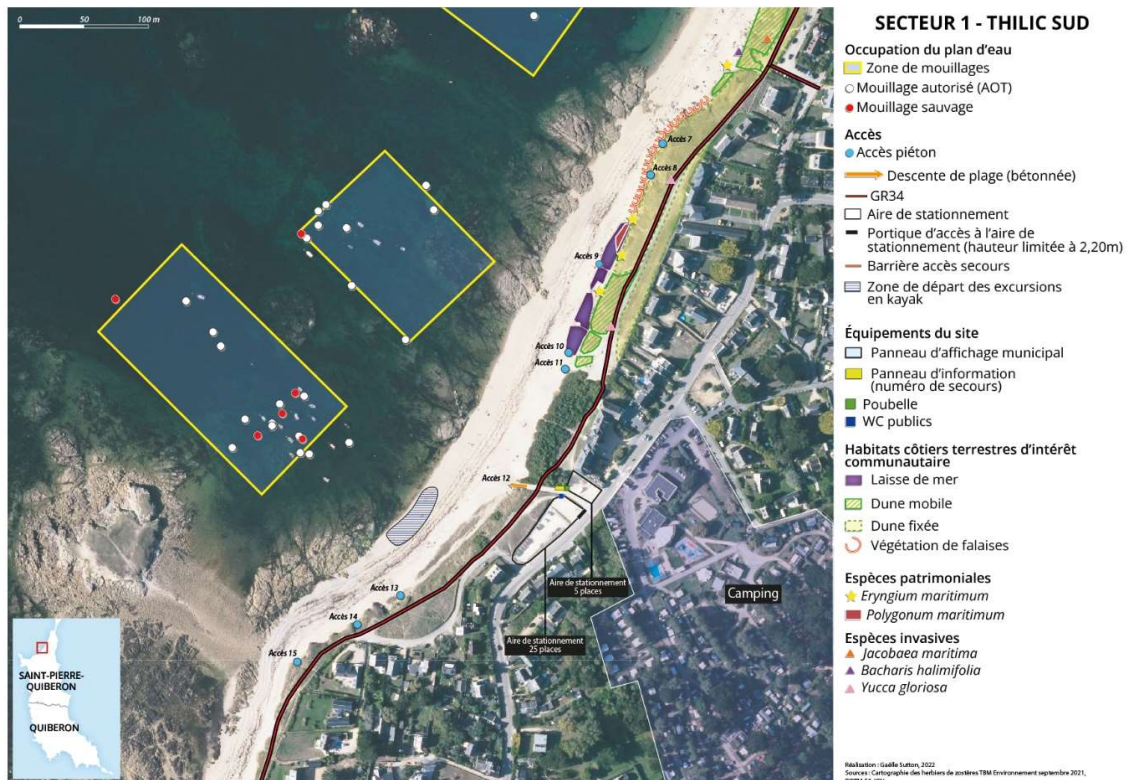 0 50 100 m
Accès 7
Accès 8
Accès 9
Accès 10
Accès 11
Accès 12
Accès 13
Accès 14
Accès 15
Aire de stationnement
5 places
Aire de stationnement
25 places
Camping
SAINT-PIERRE-
QUIBERON
QUIBERON
SECTEUR 1 - THILIC SUD
Occupation du plan d’eau
Zone de mouillages
Mouillage autorisé (AOT)
Mouillage sauvage
Accès
Accès piéton
Descente de plage (bétonnée)
GR34
Aire de stationnement
Portique d’accès à l’aire de
stationnement (hauteur limitée à 2,20m)
Barrière accès secours
Zone de départ des excursions
en kayak
Équipements du site
Panneau d’affichage municipal
Panneau d’information
(numéro de secours)
Poubelle
WC publics
Habitats côtiers terrestres d’intérêt
communautaire
Laisse de mer
Dune mobile
Dune fixée
Végétation de falaises
Espèces patrimoniales
Eryngium maritimum
Polygonum maritimum
Espèces invasives
Jacobaea maritima
Bacharis halimifolia
Yucca gloriosa
Réalisation : Gaëlle Sutton, 2022
Sources : Cartographie des herbiers de zostères TBM Environnement septembre 2021,